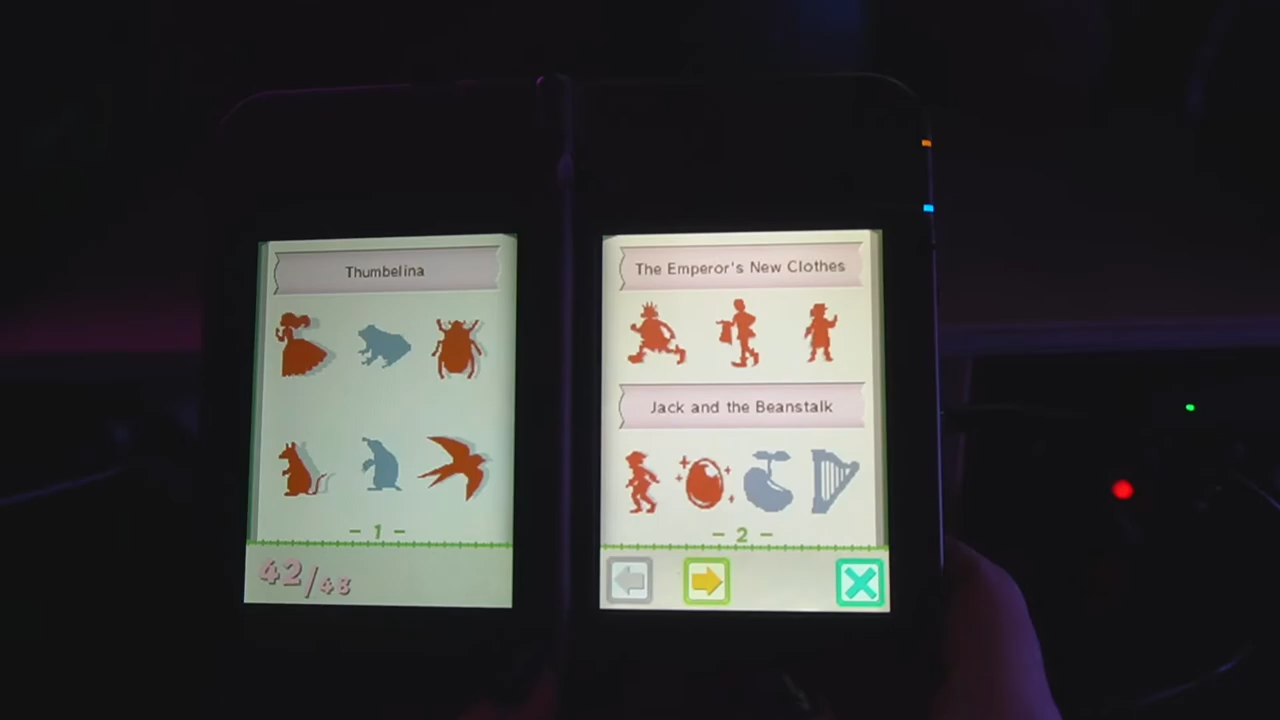 Thumbelina
- 1 -
42/48
The Emperor's New Clothes
Jack and the Beanstalk
- 2 -